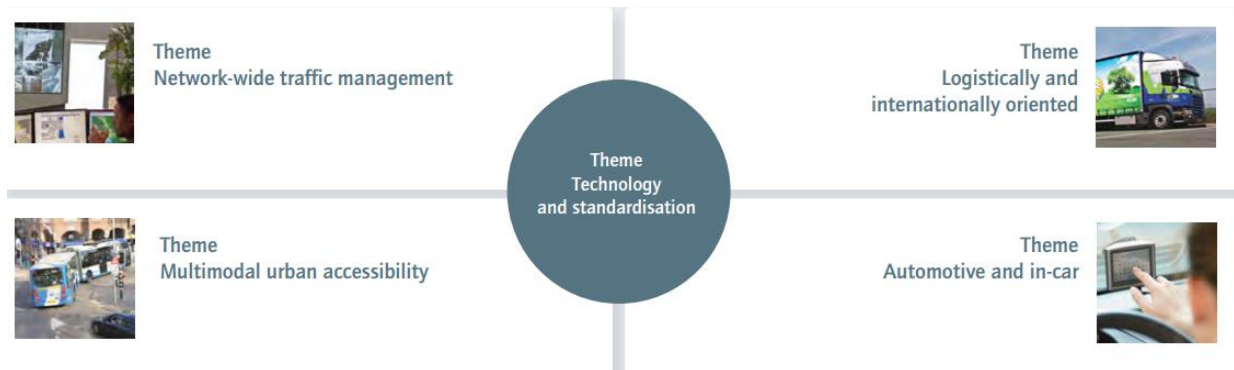 Theme
Network-wide traffic management
Theme
Logistically and
internationally oriented
Theme
Technology
and standardisation
Theme
Multimodal urban accessibility
Theme
Automotive and in-car